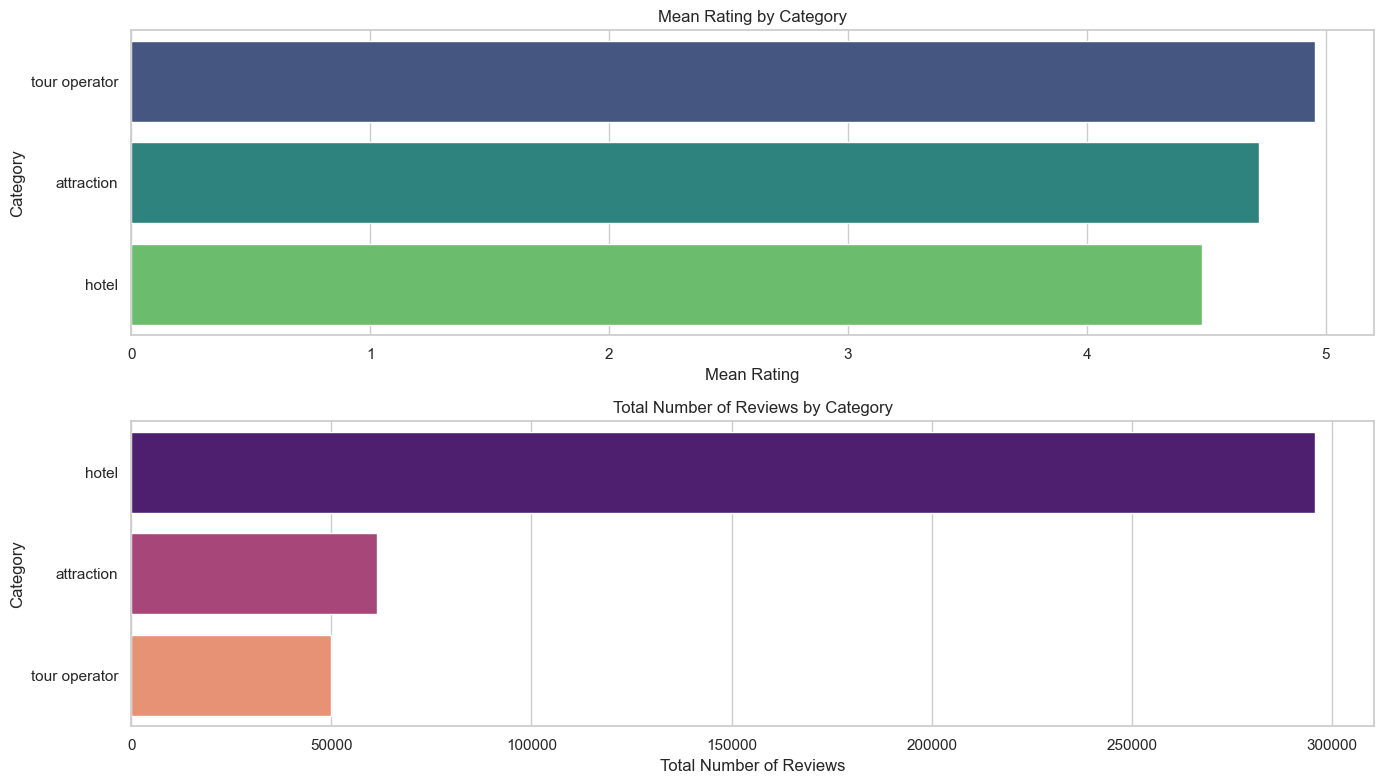 Mean Rating by Category
tour operator
attraction
hotel
Category
0 1 2 3 4 5
Mean Rating
Total Number of Reviews by Category
hotel
attraction
tour operator
Category
0 50000 100000 150000 200000 250000 300000
Total Number of Reviews